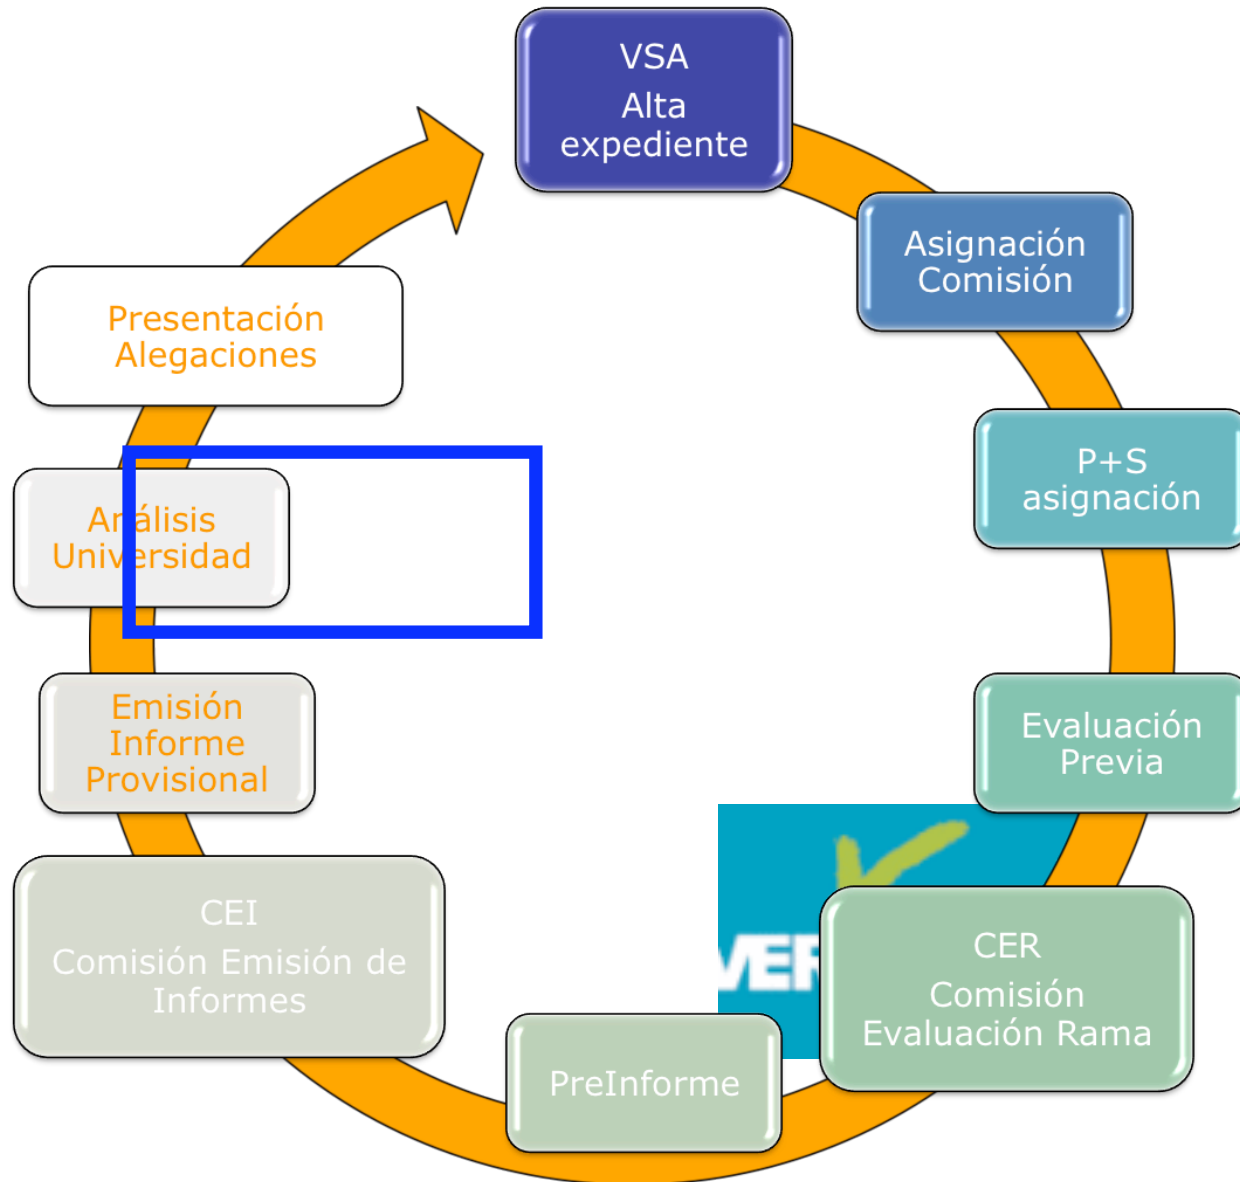 VSA
Alta
expediente
Asignación
Comisión
P+S
asignación
Evaluación
Previa
VER
CER
Comisión
Evaluación Rama
PreInforme
CEI
Comisión Emisión de
Informes
Emisión
Informe
Provisional
Análisis
Universidad
Presentación
Alegaciones